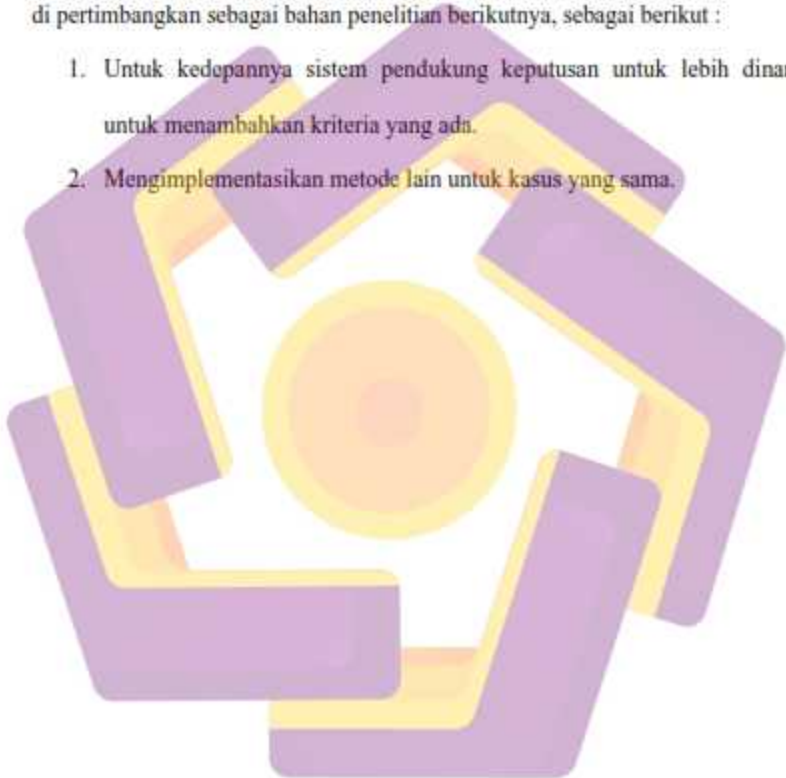 di pertimbangkan sebagai bahan penelitian berikutnya, sebagai berikut :
1. Untuk kedepannya sistem pendukung keputusan untuk lebih
untuk menambahkan kriteria yang ada.
2. Mengimplementasikan metode lain untuk kasus yang sama.